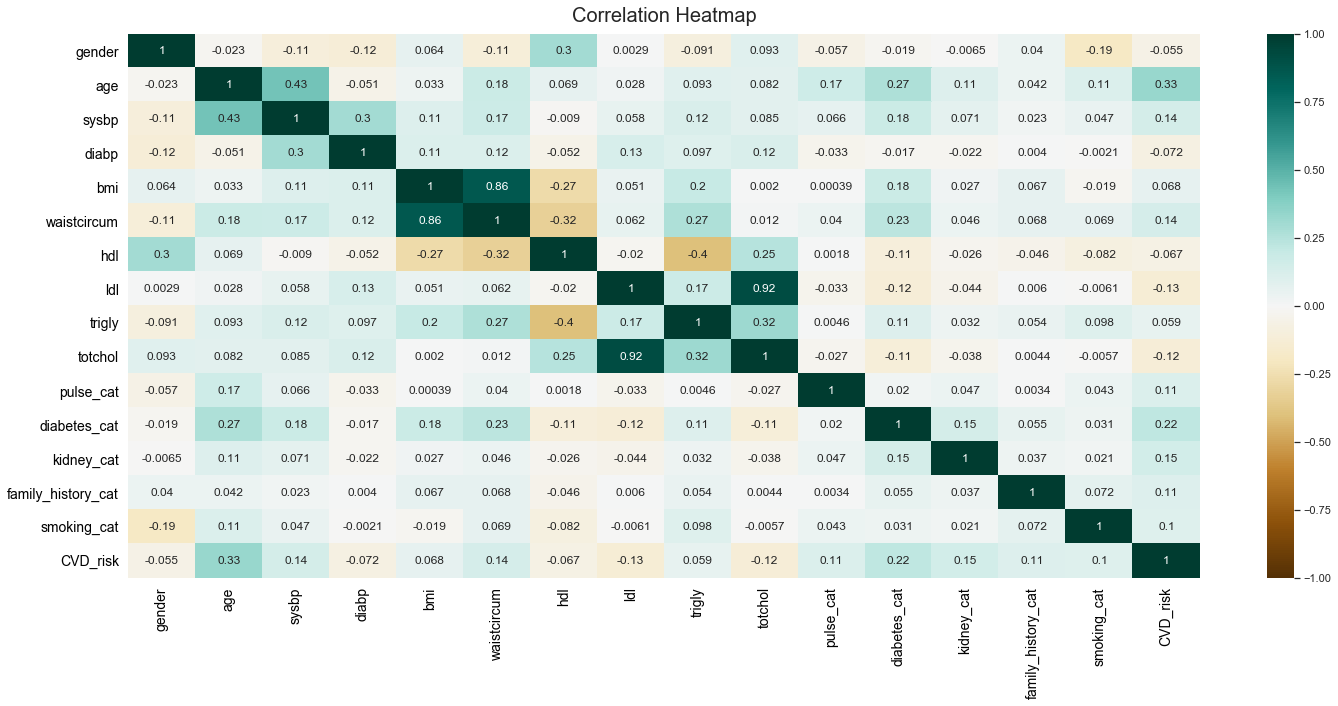 Correlation Heatmap
gender 1 -0.023 -0.11 -0.12 0.064 -0.11 0.3 0.0029 -0.091 0.093 -0.057 -0.019 -0.0065 0.04 -0.19 -0.055
age -0.023 1 0.43 -0.051 0.033 0.18 0.069 0.028 0.093 0.082 0.17 0.27 0.11 0.042 0.11 0.33
sysbp -0.11 0.43 1 0.3 0.11 0.17 -0.009 0.058 0.12 0.085 0.066 0.18 0.071 0.023 0.047 0.14
diabp -0.12 -0.051 0.3 1 0.11 0.12 -0.052 0.13 0.097 0.12 -0.033 -0.017 -0.022 0.004 -0.0021 -0.072
bmi 0.064 0.033 0.11 0.11 1 0.86 -0.27 0.051 0.2 0.002 0.00039 0.18 0.027 0.067 -0.019 0.068
waistcircum -0.11 0.18 0.17 0.12 0.86 1 -0.32 0.062 0.27 0.012 0.04 0.23 0.046 0.068 0.069 0.14
hdl 0.3 0.069 -0.009 -0.052 -0.27 -0.32 1 -0.02 -0.4 0.25 0.0018 -0.11 -0.026 -0.046 -0.082 -0.067
ldl 0.0029 0.028 0.058 0.13 0.051 0.062 -0.02 1 0.17 0.92 -0.033 -0.12 -0.044 0.006 -0.0061 -0.13
trigly -0.091 0.093 0.12 0.097 0.2 0.27 -0.4 0.17 1 0.32 0.0046 0.11 0.032 0.054 0.098 0.059
totchol 0.093 0.082 0.085 0.12 0.002 0.012 0.25 0.92 0.32 1 -0.027 -0.11 -0.038 0.0044 -0.0057 -0.12
pulse_cat -0.057 0.17 0.066 -0.033 0.00039 0.04 0.0018 -0.033 0.0046 -0.027 1 0.02 0.047 0.0034 0.043 0.11
diabetes_cat -0.019 0.27 0.18 -0.017 0.18 0.23 -0.11 -0.12 0.11 -0.11 0.02 1 0.15 0.055 0.031 0.22
kidney_cat -0.0065 0.11 0.071 -0.022 0.027 0.046 -0.026 -0.044 0.032 -0.038 0.047 0.15 1 0.037 0.021 0.15
family_history_cat 0.04 0.042 0.023 0.004 0.067 0.068 -0.046 0.006 0.054 0.0044 0.0034 0.055 0.037 1 0.072 0.11
smoking_cat -0.19 0.11 0.047 -0.0021 -0.019 0.069 -0.082 -0.0061 0.098 -0.0057 0.043 0.031 0.021 0.072 1 0.1
CVD_risk -0.055 0.33 0.14 -0.072 0.068 0.14 -0.067 -0.13 0.059 -0.12 0.11 0.22 0.15 0.11 0.1 1
gender age sysbp diabp bmi waistcircum hdl ldl trigly totchol pulse_cat diabetes_cat kidney_cat family_history_cat smoking_cat CVD_risk
1.00
0.75
0.50
0.25
0.00
−0.25
−0.50
−0.75
−1.00